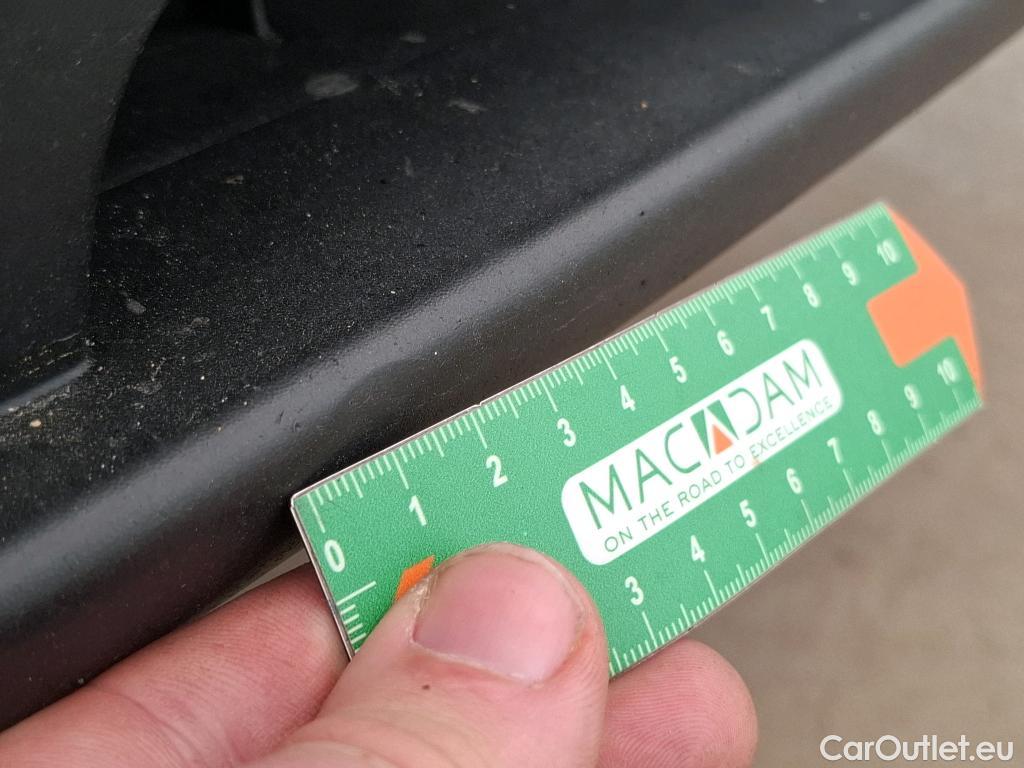 0 1 2 3 4 5 6 7 8 9 10
MACADAM
ON THE ROAD TO EXCELLENCE
3 4 5 6 7 8 9 10
CarOutlet.eu